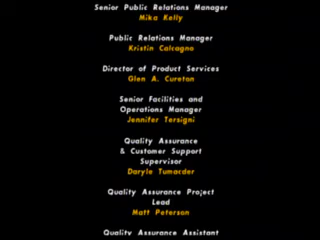 Senior Public Relations Manager
Mika Kelly
Public Relations Manager
Kristin Calcagno
Director of Product Services
Glen A. Cureton
Senior Facilities and
Operations Manager
Jennifer Tersigni
Quality Assurance
& Customer Support
Supervisor
Daryle Tumacder
Quality Assurance Project
Lead
Matt Peterson
Quality Assurance Assistant